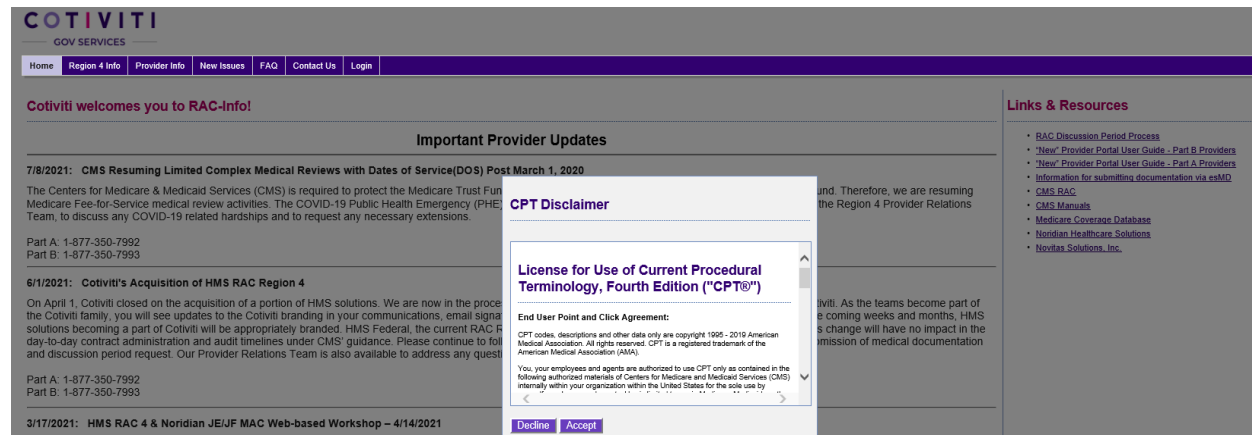 COTIVITI
GOV SERVICES
Home Region 4 Info Provider Info New Issues FAQ Contact Us Login
Cotiviti welcomes you to RAC-Info!
Important Provider Updates
7/8/2021: CMS Resuming Limited Complex Medical Reviews with Dates of Service(DOS) Post March 1, 2020
The Centers for Medicare & Medicaid Services (CMS) is required to protect the Medicare Trust Fun und. Therefore, we are resuming
Medicare Fee-for-Service medical review activities. The COVID-19 Public Health Emergency (PHE) the Region 4 Provider Relations
Team, to discuss any COVID-19 related hardships and to request any necessary extensions.
Part A: 1-877-350-7992
Part B: 1-877-350-7993
6/1/2021: Cotiviti's Acquisition of HMS RAC Region 4
On April 1, Cotiviti closed on the acquisition of a portion of HMS solutions. We are now in the proce tiviti. As the teams become part of
the Cotiviti family, you will see updates to the Cotiviti branding in your communications, email signa e coming weeks and months, HMS
solutions becoming a part of Cotiviti will be appropriately branded. HMS Federal, the current RAC R s change will have no impact in the
day-to-day contract administration and audit timelines under CMS' guidance. Please continue to foll omission of medical documentation
and discussion period request. Our Provider Relations Team is also available to address any questi
Part A: 1-877-350-7992
Part B: 1-877-350-7993
3/17/2021: HMS RAC 4 & Noridian JE/JF MAC Web-based Workshop – 4/14/2021
CPT Disclaimer
License for Use of Current Procedural
Terminology, Fourth Edition ("CPT®")
End User Point and Click Agreement:
CPT codes, descriptions and other data only are copyright 1995 - 2019 American
Medical Association. All rights reserved. CPT is a registered trademark of the
American Medical Association (AMA).
You, your employees and agents are authorized to use CPT only as contained in the
following authorized materials of Centers for Medicare and Medicaid Services (CMS)
internally within your organization within the United States for the sole use by
Decline Accept
Links & Resources
• RAC Discussion Period Process
• "New" Provider Portal User Guide - Part B Providers
• "New" Provider Portal User Guide - Part A Providers
• Information for submitting documentation via esMD
• CMS RAC
• CMS Manuals
• Medicare Coverage Database
• Noridian Healthcare Solutions
• Novitas Solutions, Inc.